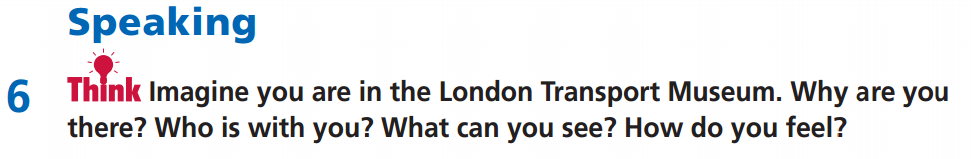 Speaking
6 Think Imagine you are in the London Transport Museum. Why are you
there? Who is with you? What can you see? How do you feel?